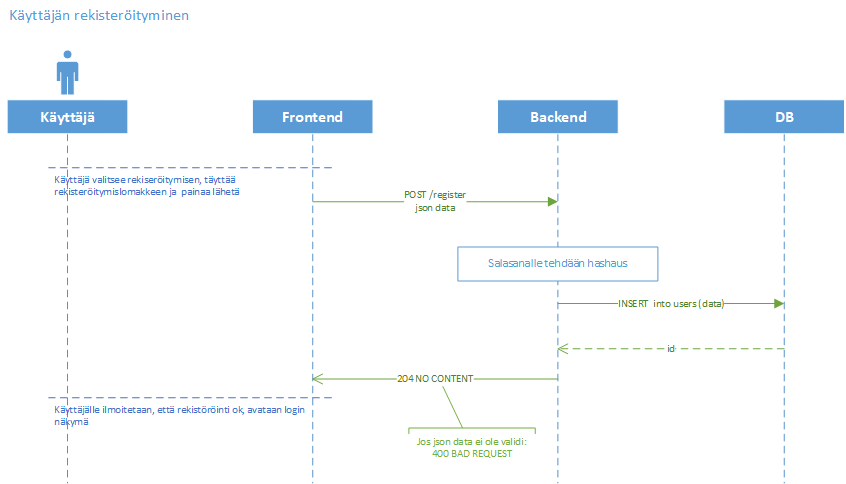 Käyttäjän rekisteröityminen
Käyttäjä
Frontend
Backend
DB
Käyttäjä valitsee rekiseröitymisen, täyttää
rekisteröitymislomakkeen ja painaa lähetä
POST /register
json data
Salasanalle tehdään hashaus
INSERT into users (data)
id
204 NO CONTENT
Käyttäjälle ilmoitetaan, että rekistöröinti ok, avataan login
näkymä
Jos json data ei ole validi:
400 BAD REQUEST